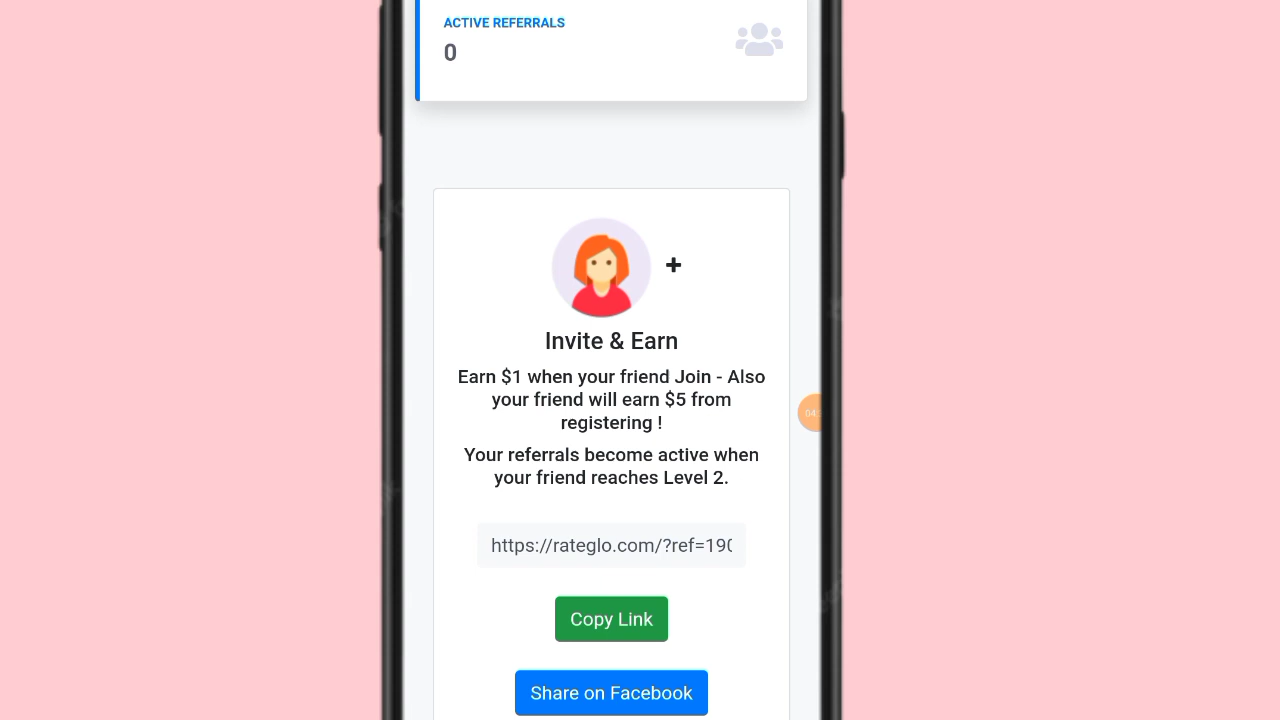 ACTIVE REFERRALS
0
Invite & Earn
Earn $1 when your friend Join - Also
your friend will earn $5 from
registering !
Your referrals become active when
your friend reaches Level 2.
https://rateglo.com/?ref=190
Copy Link
Share on Facebook